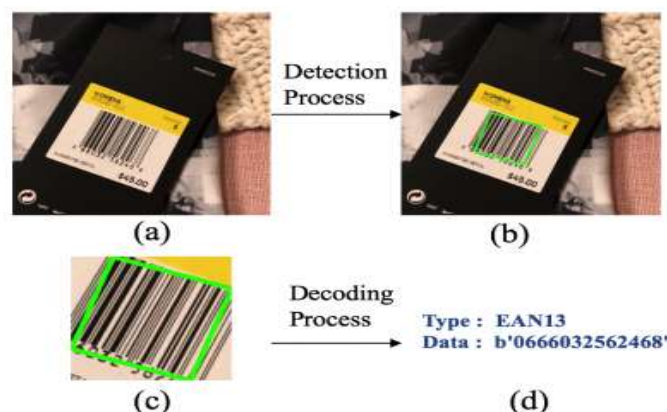 Detection
Process
$45.00
$45.00
(a)
(b)
Decoding
Process
Type : EAN13
Data : b'0666032562468'
(c)
(d)